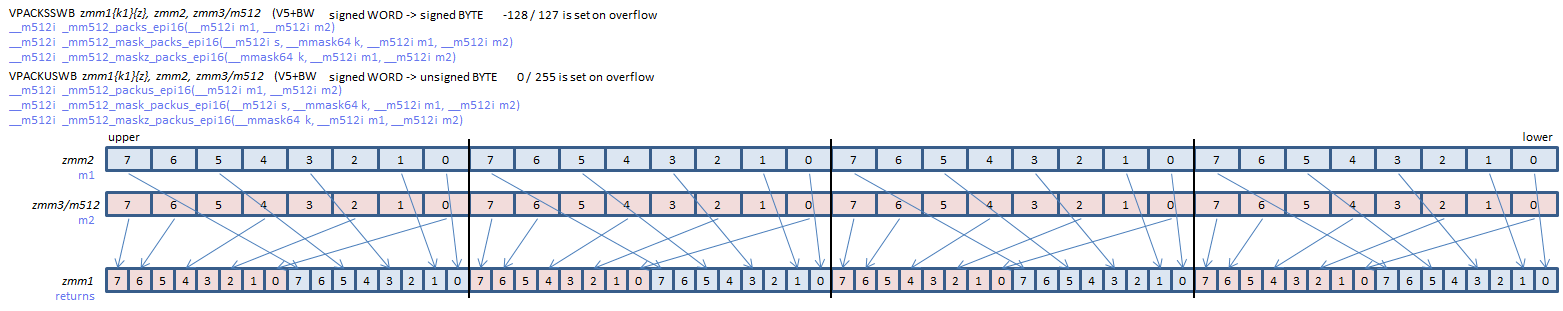 VPACKSSWB zmm1{k1}{z}, zmm2, zmm3/m512 (V5+BW signed WORD -> signed BYTE -128 / 127 is set on overflow
__m512i _mm512_packs_epi16(__m512i m1, __m512i m2)
__m512i _mm512_mask_packs_epi16(__m512i s, __mmask64 k, __m512i m1, __m512i m2)
__m512i _mm512_maskz_packs_epi16(__mmask64 k, __m512i m1, __m512i m2)
VPACKUSWB zmm1{k1}{z}, zmm2, zmm3/m512 (V5+BW signed WORD -> unsigned BYTE 0 / 255 is set on overflow
__m512i _mm512_packus_epi16(__m512i m1, __m512i m2)
__m512i _mm512_mask_packus_epi16(__m512i s, __mmask64 k, __m512i m1, __m512i m2)
__m512i _mm512_maskz_packus_epi16(__mmask64 k, __m512i m1, __m512i m2)
upper lower
zmm2 7 6 5 4 3 2 1 0 7 6 5 4 3 2 1 0 7 6 5 4 3 2 1 0 7 6 5 4 3 2 1 0
m1
zmm3/m512 7 6 5 4 3 2 1 0 7 6 5 4 3 2 1 0 7 6 5 4 3 2 1 0 7 6 5 4 3 2 1 0
m2
zmm1 7 6 5 4 3 2 1 0 7 6 5 4 3 2 1 0 7 6 5 4 3 2 1 0 7 6 5 4 3 2 1 0 7 6 5 4 3 2 1 0 7 6 5 4 3 2 1 0 7 6 5 4 3 2 1 0 7 6 5 4 3 2 1 0
returns